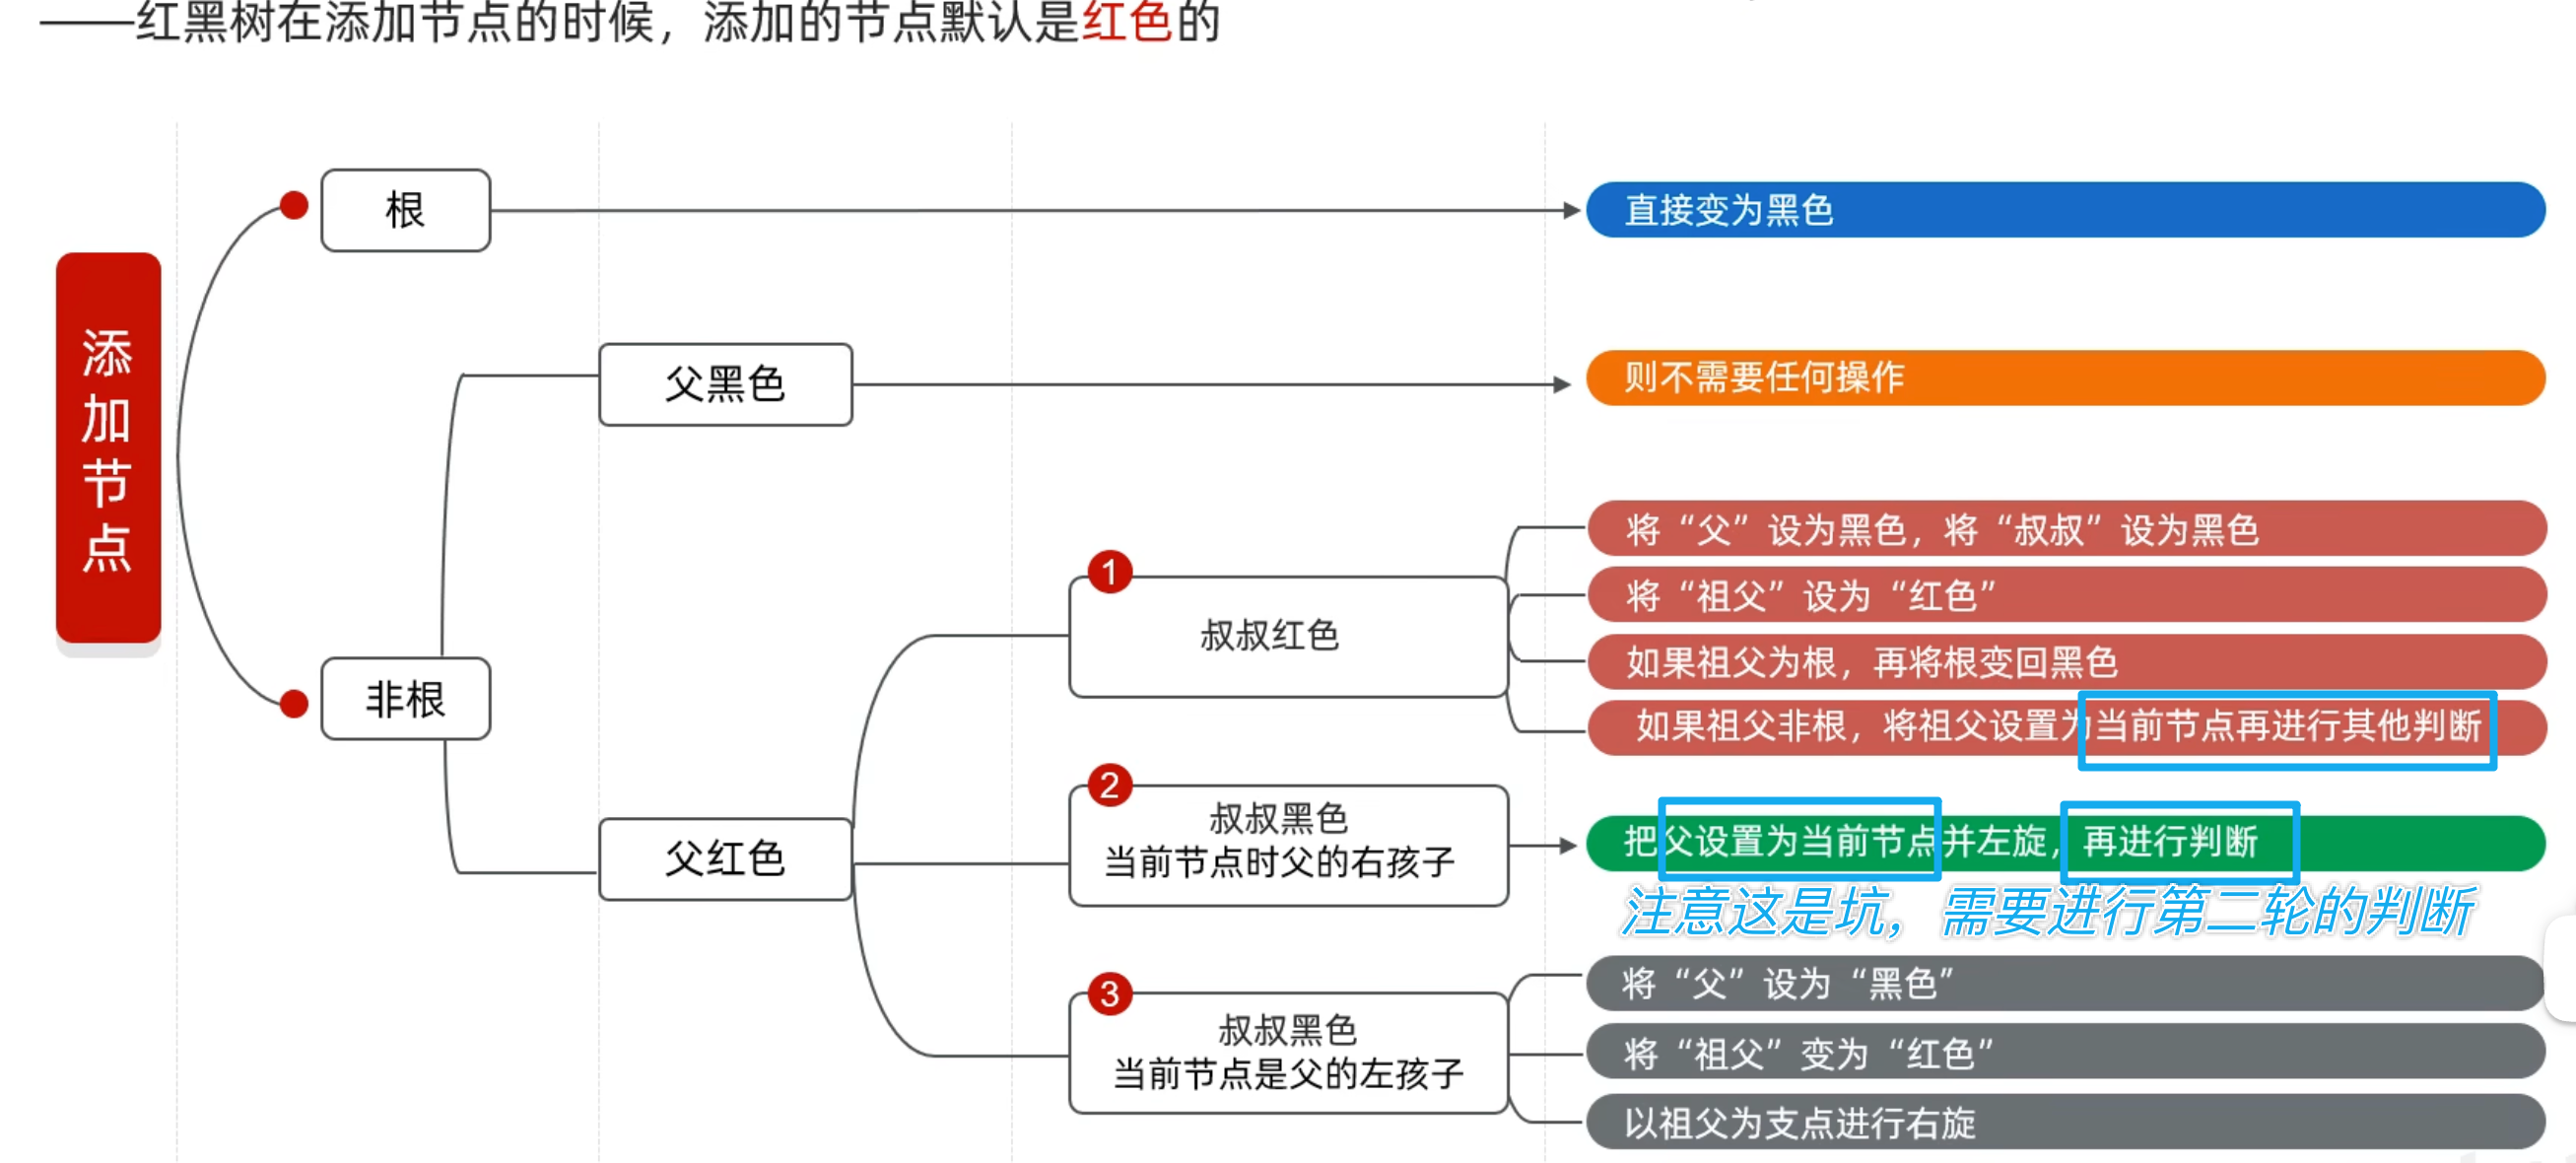 ——红黑树在添加节点的时候，添加的节点默认是红色的
添加节点
根
直接变为黑色
非根
父黑色
则不需要任何操作
父红色
1
叔叔红色
将“父”设为黑色，将“叔叔”设为黑色
将“祖父”设为“红色”
如果祖父为根，再将根变回黑色
如果祖父非根，将祖父设置为当前节点再进行其他判断
2
叔叔黑色
当前节点时父的右孩子
把父设置为当前节点并左旋，再进行判断
注意这是坑，需要进行第二轮的判断
3
叔叔黑色
当前节点是父的左孩子
将“父”设为“黑色”
将“祖父”变为“红色”
以祖父为支点进行右旋